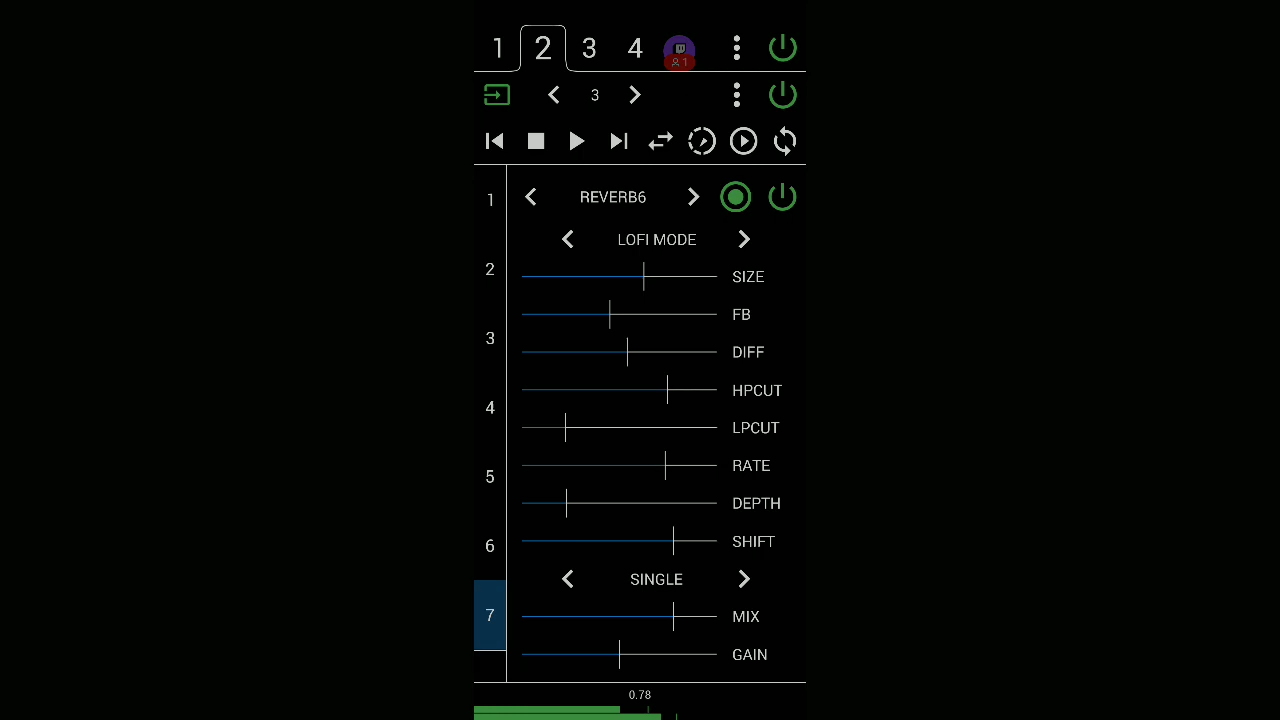 1 2 3 4 1
3
1 REVERB6
LOFI MODE
2 SIZE
FB
3 DIFF
HPCUT
4 LPCUT
5 RATE
DEPTH
6 SHIFT
SINGLE
7 MIX
GAIN
0.78